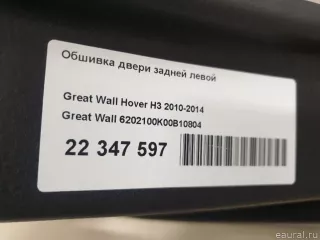 Обшивка двери задней левой
Great Wall Hover H3 2010-2014
Great Wall 6202100K00B10804
22 347 597
eaural.ru